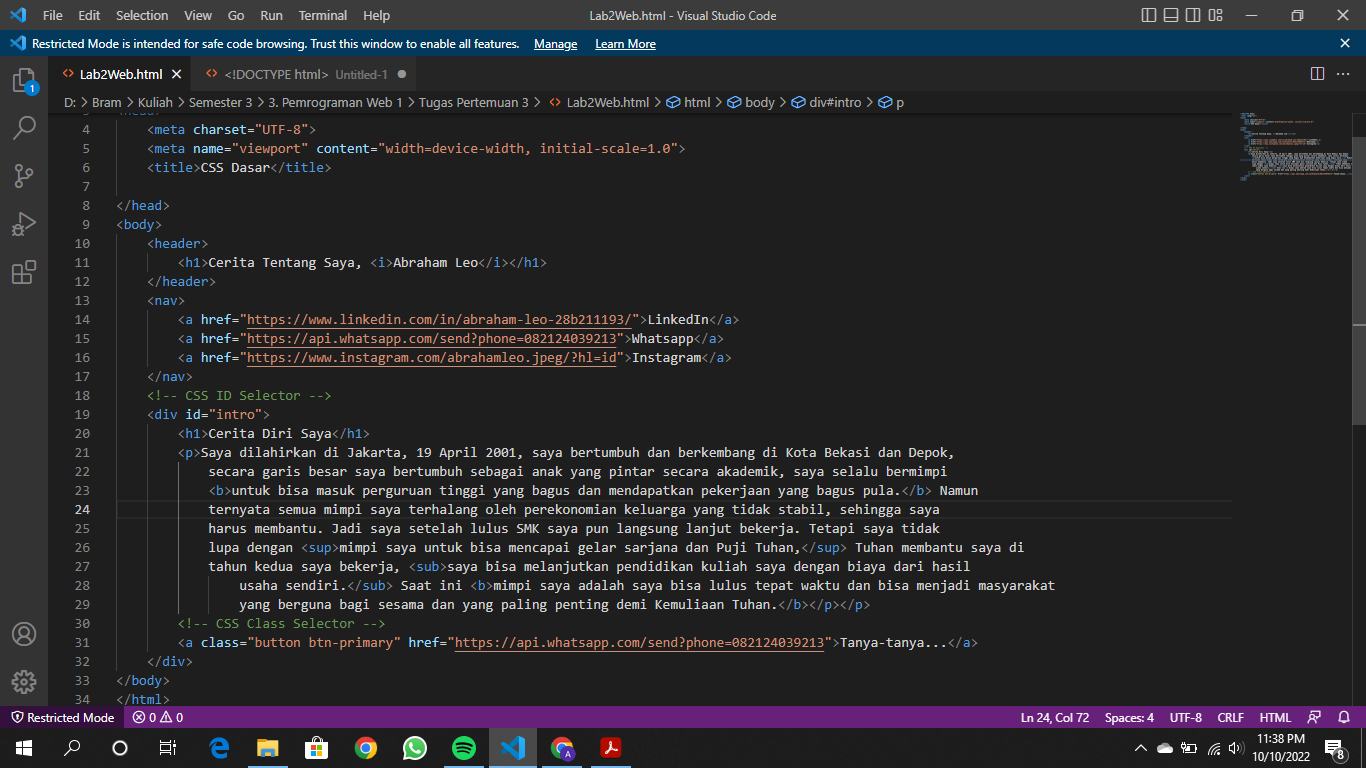 File Edit Selection View Go Run Terminal Help Lab2Web.html - Visual Studio Code
Restricted Mode is intended for safe code browsing. Trust this window to enable all features. Manage Learn More
1
<> Lab2Web.html × <> <!DOCTYPE html> Untitled-1 ●
D: > Bram > Kuliah > Semester 3 > 3. Pemrograman Web 1 > Tugas Pertemuan 3 > <> Lab2Web.html > html > body > div#intro > p
3 <head>
4 <meta charset="UTF-8">
5 <meta name="viewport" content="width=device-width, initial-scale=1.0">
6 <title>CSS Dasar</title>
7
8 </head>
9 <body>
10 <header>
11 <h1>Cerita Tentang Saya, <i>Abraham Leo</i></h1>
12 </header>
13 <nav>
14 <a href="https://www.linkedin.com/in/abraham-leo-28b211193/">LinkedIn</a>
15 <a href="https://api.whatsapp.com/send?phone=082124039213">Whatsapp</a>
16 <a href="https://www.instagram.com/abrahamleo.jpeg/?hl=id">Instagram</a>
17 </nav>
18 <!-- CSS ID Selector -->
19 <div id="intro">
20 <h1>Cerita Diri Saya</h1>
21 <p>Saya dilahirkan di Jakarta, 19 April 2001, saya bertumbuh dan berkembang di Kota Bekasi dan Depok,
22 secara garis besar saya bertumbuh sebagai anak yang pintar secara akademik, saya selalu bermimpi
23 <b>untuk bisa masuk perguruan tinggi yang bagus dan mendapatkan pekerjaan yang bagus pula.</b> Namun
24 ternyata semua mimpi saya terhalang oleh perekonomian keluarga yang tidak stabil, sehingga saya
25 harus membantu. Jadi saya setelah lulus SMK saya pun langsung lanjut bekerja. Tetapi saya tidak
26 lupa dengan <sup>mimpi saya untuk bisa mencapai gelar sarjana dan Puji Tuhan,</sup> Tuhan membantu saya di
27 tahun kedua saya bekerja, <sub>saya bisa melanjutkan pendidikan kuliah saya dengan biaya dari hasil
28 usaha sendiri.</sub> Saat ini <b>mimpi saya adalah saya bisa lulus tepat waktu dan bisa menjadi masyarakat
29 yang berguna bagi sesama dan yang paling penting demi Kemuliaan Tuhan.</b></p></p>
30 <!-- CSS Class Selector -->
31 <a class="button btn-primary" href="https://api.whatsapp.com/send?phone=082124039213">Tanya-tanya...</a>
32 </div>
33 </body>
34 </html>
Restricted Mode 0 0 Ln 24, Col 72 Spaces: 4 UTF-8 CRLF HTML
A 11:38 PM
10/10/2022 8